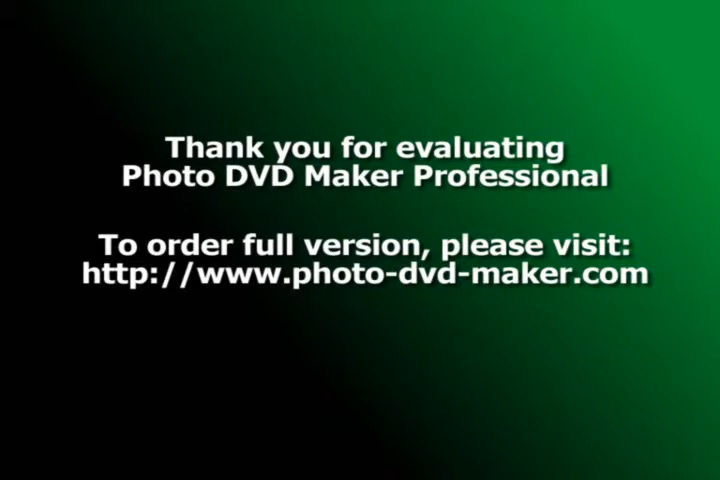 Thank you for evaluating
Photo DVD Maker Professional
To order full version, please visit:
http://www.photo-dvd-maker.com